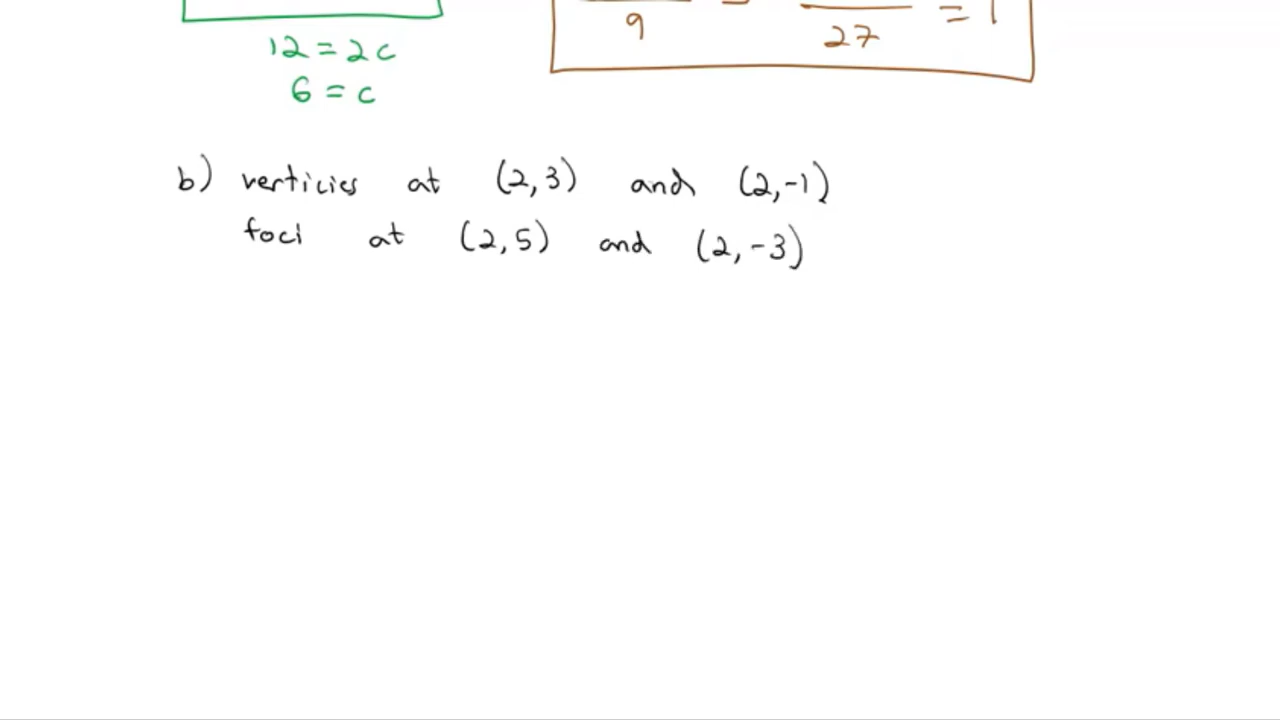 9 - 27 = 1
12 = 2c
6 = c
b) verticies at (2,3) and (2,-1)
foci at (2,5) and (2,-3)